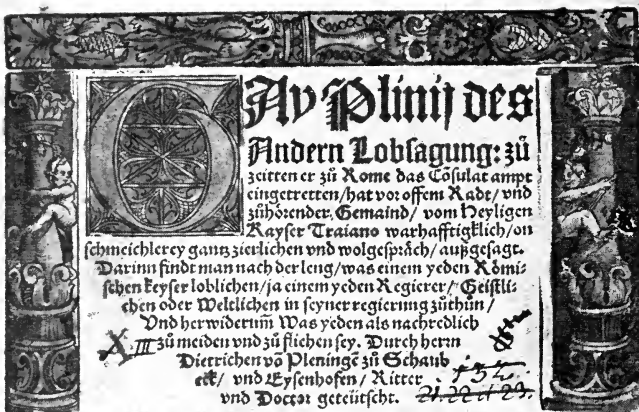 GAy Plinij des
Andern Lobsagung: zů
zeitten er zů Rome das Cōsulat ampt
eingetretten/hat vor offem Radt/vnd
zůhörender, Gemaind/ vom Heyligen
Kayser Traiano warhafftigklich/on
schmeichlerey gantz zierlichen vnd wolgespräch/ außgesagt.
Darinn findt man nach der leng/was einem yeden Römi-
schen keyser loblichen/ja einem yeden Regierer/ Geistli-
chen oder Weltlichen in seyner regierung zůthůn/
Vnd herwiderum̄ Was yeden als nachredlich
XIII zů meiden vnd zů fliehen sey. Durch herrn
Dietrichen vō Pleningē zů Schaub
eck/ vnd Eysenhofen/ Ritter
vnd Doctor geteütscht.